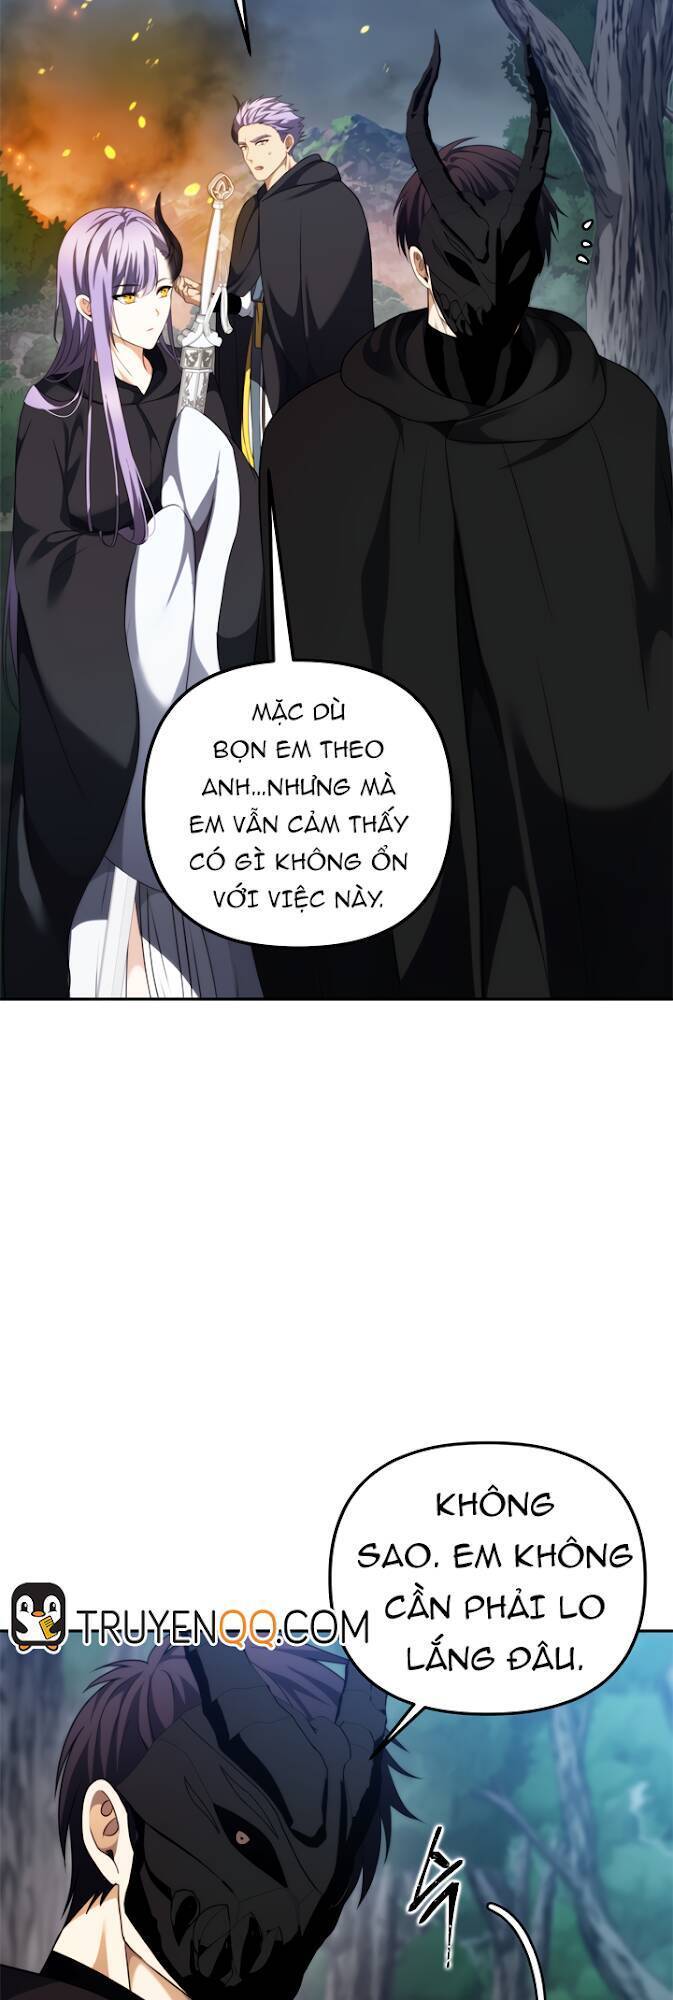 MẶC DÙ
BỌN EM THEO
ANH...NHƯNG MÀ
EM VẪN CẢM THẤY
CÓ GÌ KHÔNG ỔN
VỚI VIỆC NÀY.
KHÔNG
SAO. EM KHÔNG
CẦN PHẢI LO
LẮNG ĐÂU.
TRUYENQQ.COM